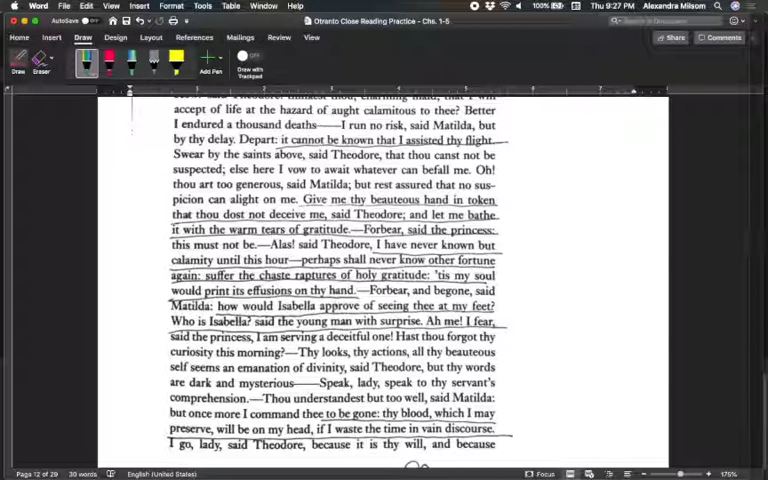 Word File Edit View Insert Format Tools Table Window Help 100% Thu 9:27 PM Alexandra Milsom
AutoSave OFF Otranto Close Reading Practice - Chs. 1-5 Search in Document
Home Insert Draw Design Layout References Mailings Review View Share Comments
Draw Eraser Add Pen OFF Draw with Trackpad
accept of life at the hazard of aught calamitous to thee? Better
I endured a thousand deaths——I run no risk, said Matilda, but
by thy delay. Depart: it cannot be known that I assisted thy flight.
Swear by the saints above, said Theodore, that thou canst not be
suspected; else here I vow to await whatever can befall me. Oh!
thou art too generous, said Matilda; but rest assured that no sus-
picion can alight on me. Give me thy beauteous hand in token
that thou dost not deceive me, said Theodore; and let me bathe
it with the warm tears of gratitude.—Forbear, said the princess:
this must not be.—Alas! said Theodore, I have never known but
calamity until this hour—perhaps shall never know other fortune
again: suffer the chaste raptures of holy gratitude: 'tis my soul
would print its effusions on thy hand.—Forbear, and begone, said
Matilda: how would Isabella approve of seeing thee at my feet?
Who is Isabella? said the young man with surprise. Ah me! I fear,
said the princess, I am serving a deceitful one! Hast thou forgot thy
curiosity this morning?—Thy looks, thy actions, all thy beauteous
self seems an emanation of divinity, said Theodore, but thy words
are dark and mysterious——Speak, lady, speak to thy servant's
comprehension.—Thou understandest but too well, said Matilda:
but once more I command thee to be gone: thy blood, which I may
preserve, will be on my head, if I waste the time in vain discourse.
I go, lady, said Theodore, because it is thy will, and because
Page 12 of 29 30 words English (United States) Focus 175%